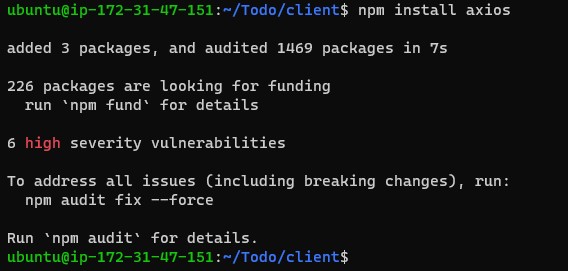 ubuntu@ip-172-31-47-151:~/Todo/client$ npm install axios
added 3 packages, and audited 1469 packages in 7s
226 packages are looking for funding
  run `npm fund` for details
6 high severity vulnerabilities
To address all issues (including breaking changes), run:
  npm audit fix --force
Run `npm audit` for details.
ubuntu@ip-172-31-47-151:~/Todo/client$